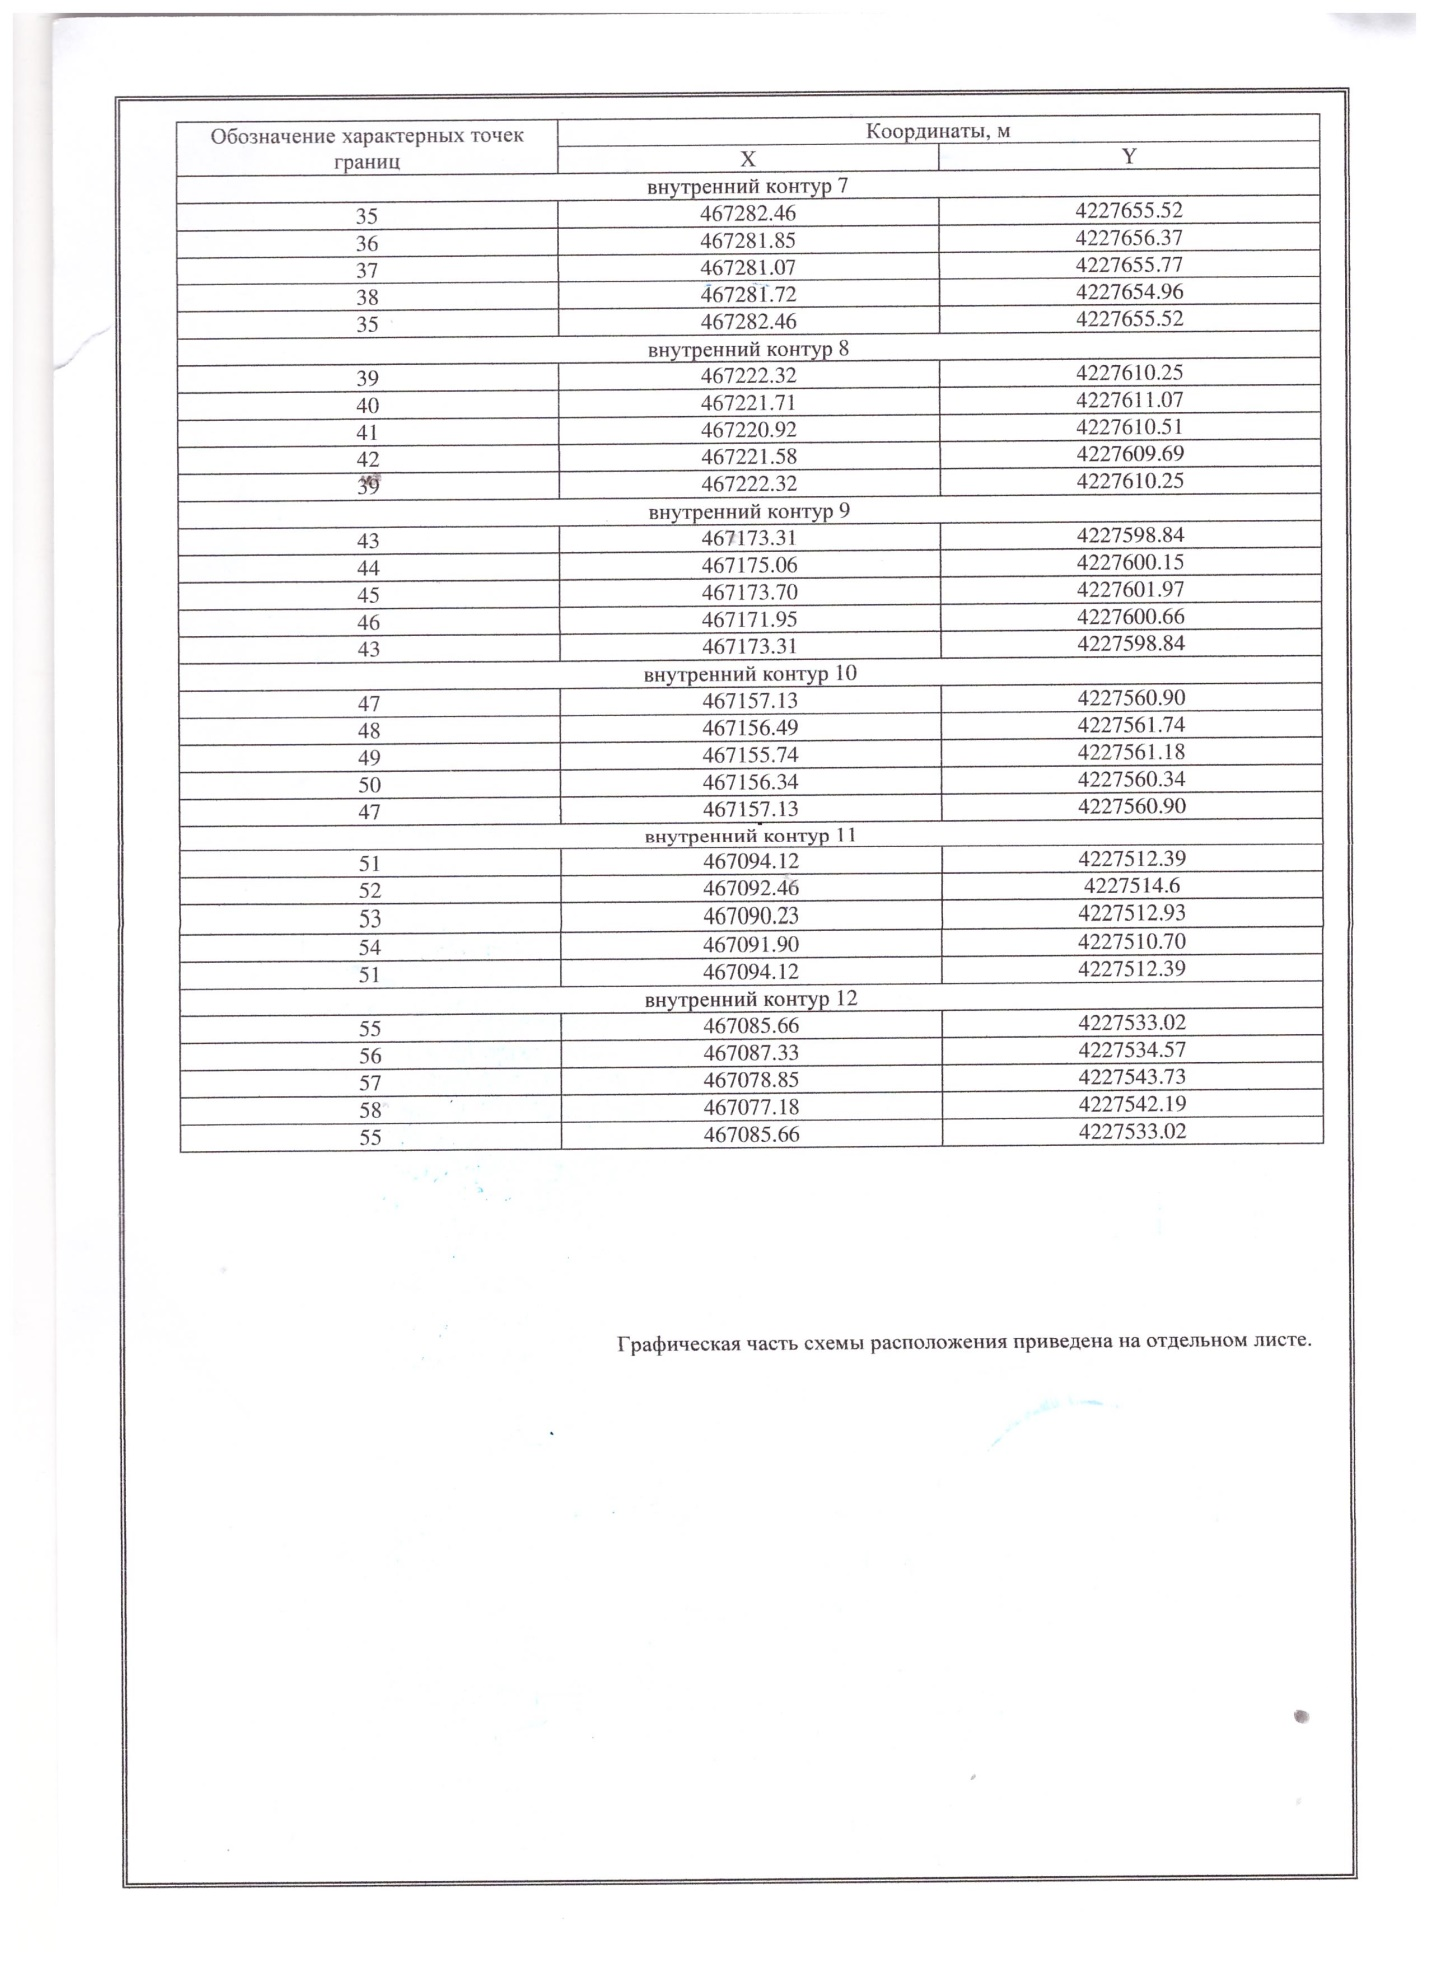 Обозначение характерных точек границ Координаты, м
X Y
внутренний контур 7
35 467282.46 4227655.52
36 467281.85 4227656.37
37 467281.07 4227655.77
38 467281.72 4227654.96
35 467282.46 4227655.52
внутренний контур 8
39 467222.32 4227610.25
40 467221.71 4227611.07
41 467220.92 4227610.51
42 467221.58 4227609.69
39 467222.32 4227610.25
внутренний контур 9
43 467173.31 4227598.84
44 467175.06 4227600.15
45 467173.70 4227601.97
46 467171.95 4227600.66
43 467173.31 4227598.84
внутренний контур 10
47 467157.13 4227560.90
48 467156.49 4227561.74
49 467155.74 4227561.18
50 467156.34 4227560.34
47 467157.13 4227560.90
внутренний контур 11
51 467094.12 4227512.39
52 467092.46 4227514.6
53 467090.23 4227512.93
54 467091.90 4227510.70
51 467094.12 4227512.39
внутренний контур 12
55 467085.66 4227533.02
56 467087.33 4227534.57
57 467078.85 4227543.73
58 467077.18 4227542.19
55 467085.66 4227533.02
Графическая часть схемы расположения приведена на отдельном листе.